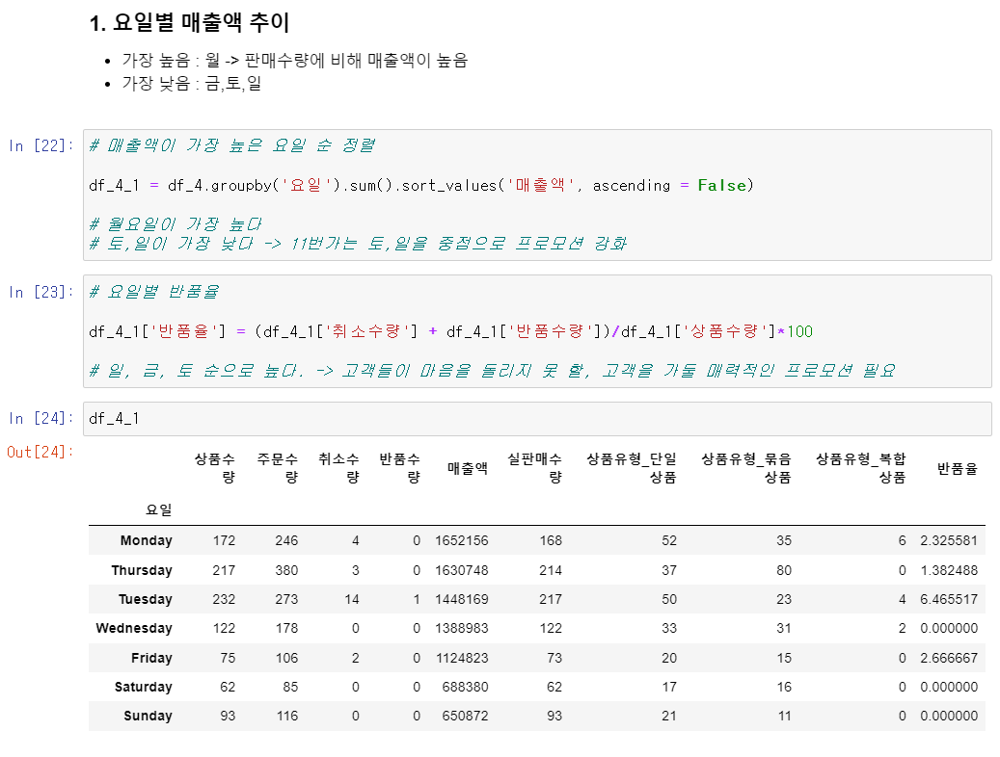 1. 요일별 매출액 추이
• 가장 높음 : 월 -> 판매수량에 비해 매출액이 높음
• 가장 낮음 : 금,토,일
In [22]: # 매출액이 가장 높은 요일 순 정렬
df_4_1 = df_4.groupby('요일').sum().sort_values('매출액', ascending = False)
# 월요일이 가장 높다
# 토,일이 가장 낮다 -> 11번가는 토,일을 중점으로 프로모션 강화
In [23]: # 요일별 반품율
df_4_1['반품율'] = (df_4_1['취소수량'] + df_4_1['반품수량'])/df_4_1['상품수량']*100
# 일, 금, 토 순으로 높다. -> 고객들이 마음을 돌리지 못 할, 고객을 가둘 매력적인 프로모션 필요
In [24]: df_4_1
Out[24]:
상품수량 주문수량 취소수량 반품수량 매출액 실판매수량 상품유형_단일상품 상품유형_묶음상품 상품유형_복합상품 반품율
요일
Monday 172 246 4 0 1652156 168 52 35 6 2.325581
Thursday 217 380 3 0 1630748 214 37 80 0 1.382488
Tuesday 232 273 14 1 1448169 217 50 23 4 6.465517
Wednesday 122 178 0 0 1388983 122 33 31 2 0.000000
Friday 75 106 2 0 1124823 73 20 15 0 2.666667
Saturday 62 85 0 0 688380 62 17 16 0 0.000000
Sunday 93 116 0 0 650872 93 21 11 0 0.000000